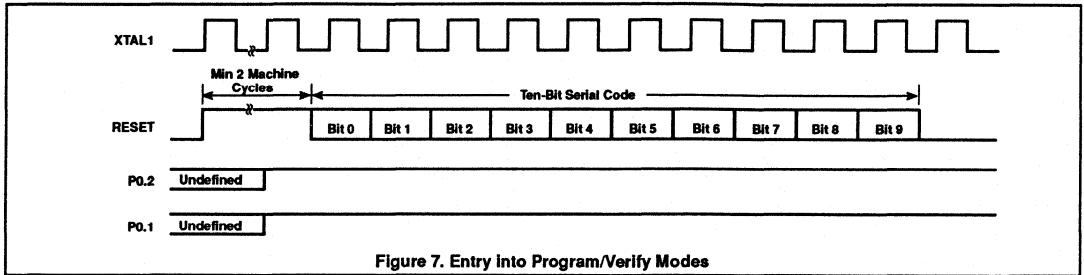 XTAL1
Min 2 Machine
Cycles
Ten-Bit Serial Code
RESET
Bit 0 Bit 1 Bit 2 Bit 3 Bit 4 Bit 5 Bit 6 Bit 7 Bit 8 Bit 9
P0.2
Undefined
P0.1
Undefined
Figure 7. Entry into Program/Verify Modes